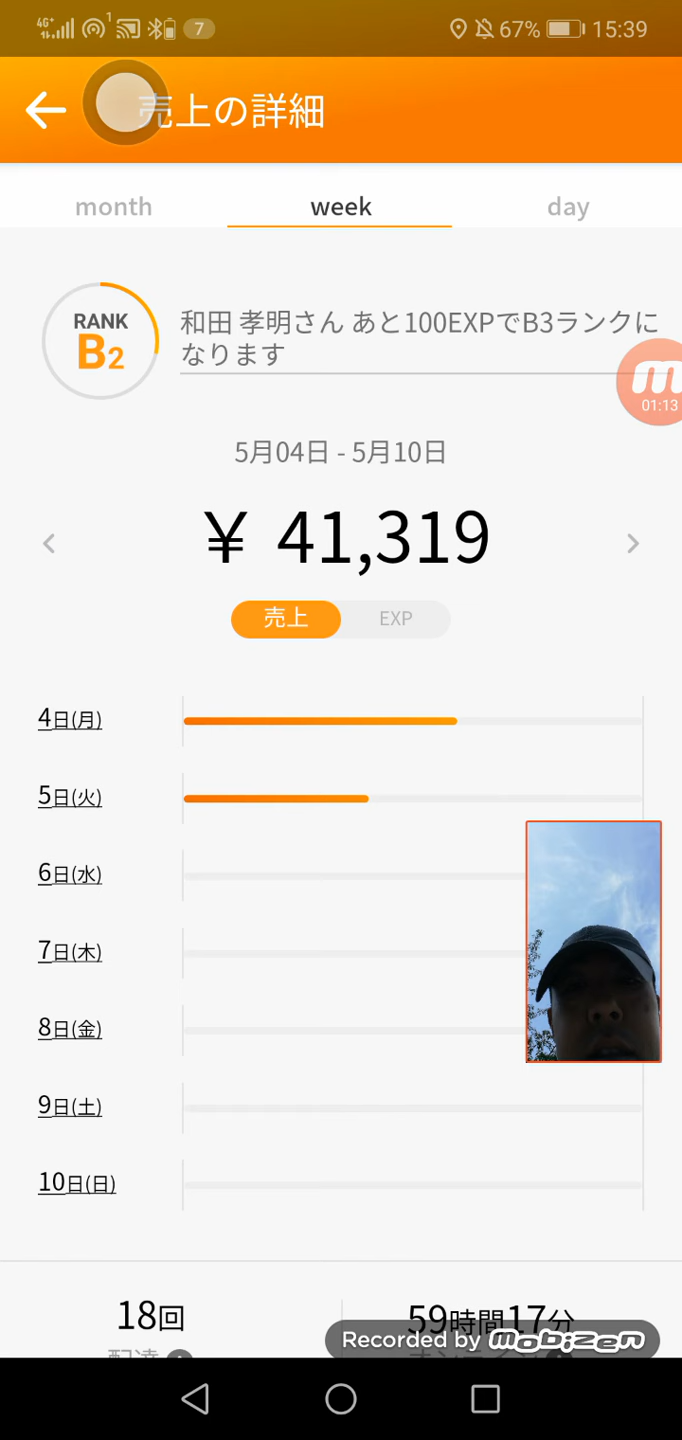 4G+
1
7
67% 15:39
売上の詳細
month week day
RANK
B2
和田 孝明さん あと100EXPでB3ランクに
なります
m
01:13
5月04日 - 5月10日
￥ 41,319
売上 EXP
4日(月)
5日(火)
6日(水)
7日(木)
8日(金)
9日(土)
10日(日)
18回 59時間17分
Recorded by mobizen